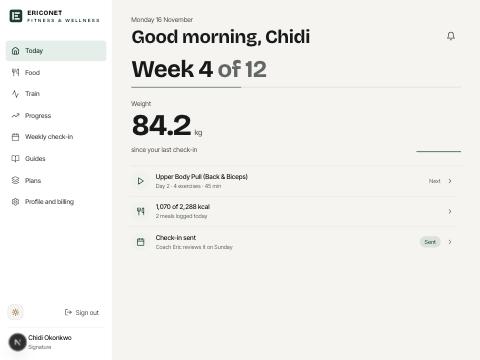 ERICONET
FITNESS & WELLNESS
Today
Food
Train
Progress
Weekly check-in
Guides
Plans
Profile and billing
Sign out
Chidi Okonkwo
Signature
Monday 16 November
Good morning, Chidi
Week 4 of 12
Weight
84.2 kg
since your last check-in
Upper Body Pull (Back & Biceps)
Day 2 · 4 exercises · 45 min
Next
1,070 of 2,288 kcal
2 meals logged today
Check-in sent
Coach Eric reviews it on Sunday
Sent